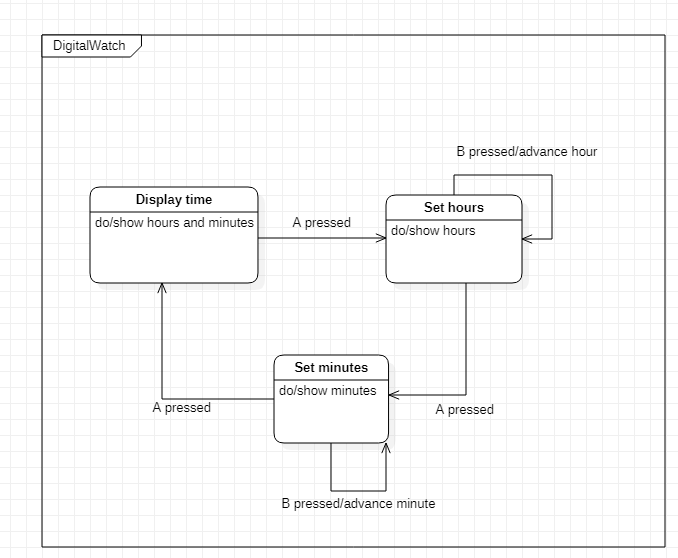 DigitalWatch
B pressed/advance hour
Display time
do/show hours and minutes
A pressed
Set hours
do/show hours
Set minutes
do/show minutes
A pressed
A pressed
B pressed/advance minute